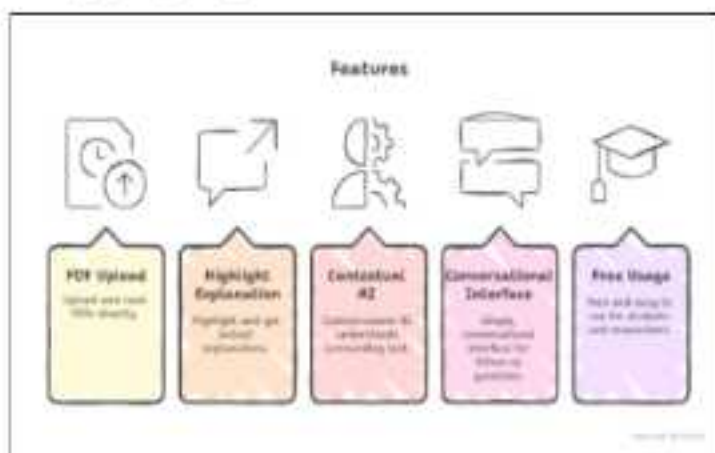 Features
PDF Upload
Upload and read
PDFs directly.
Highlight
Explanation
Highlight and get
instant
explanations.
Contextual
AI
understands
surrounding text.
Conversational
Interface
Simple,
conversational
interface for
follow-up
questions.
Free Usage
Free and easy to
use for students
and researchers.